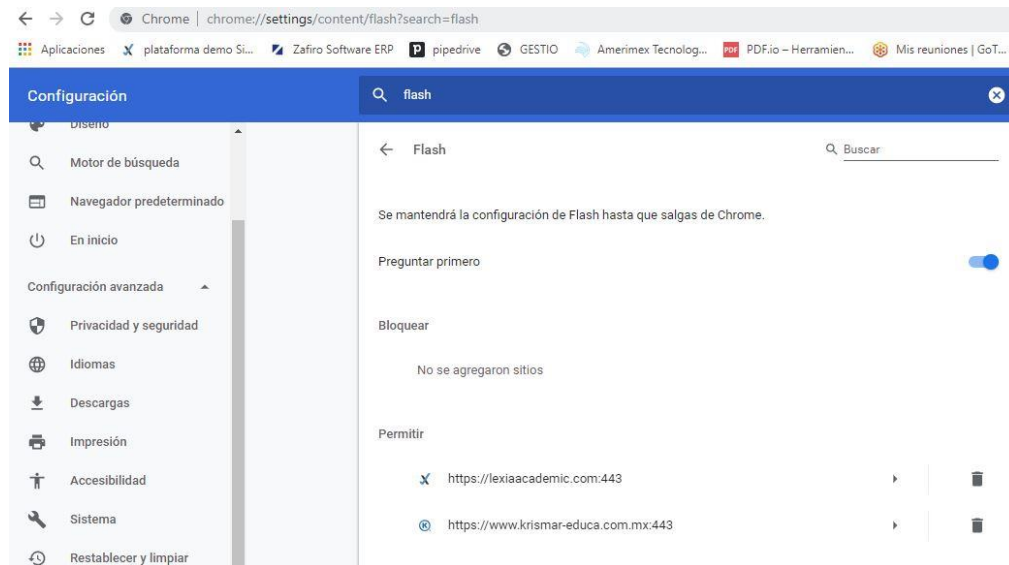 Chrome | chrome://settings/content/flash?search=flash
Aplicaciones plataforma demo Si... Zafiro Software ERP pipedrive GESTIO Amerimex Tecnolog... PDF PDF.io – Herramien... Mis reuniones | GoT...
Configuración
flash
Diseño
Motor de búsqueda
Navegador predeterminado
En inicio
Configuración avanzada
Privacidad y seguridad
Idiomas
Descargas
Impresión
Accesibilidad
Sistema
Restablecer y limpiar
Flash
Buscar
Se mantendrá la configuración de Flash hasta que salgas de Chrome.
Preguntar primero
Bloquear
No se agregaron sitios
Permitir
https://lexiaacademic.com:443
https://www.krismar-educa.com.mx:443